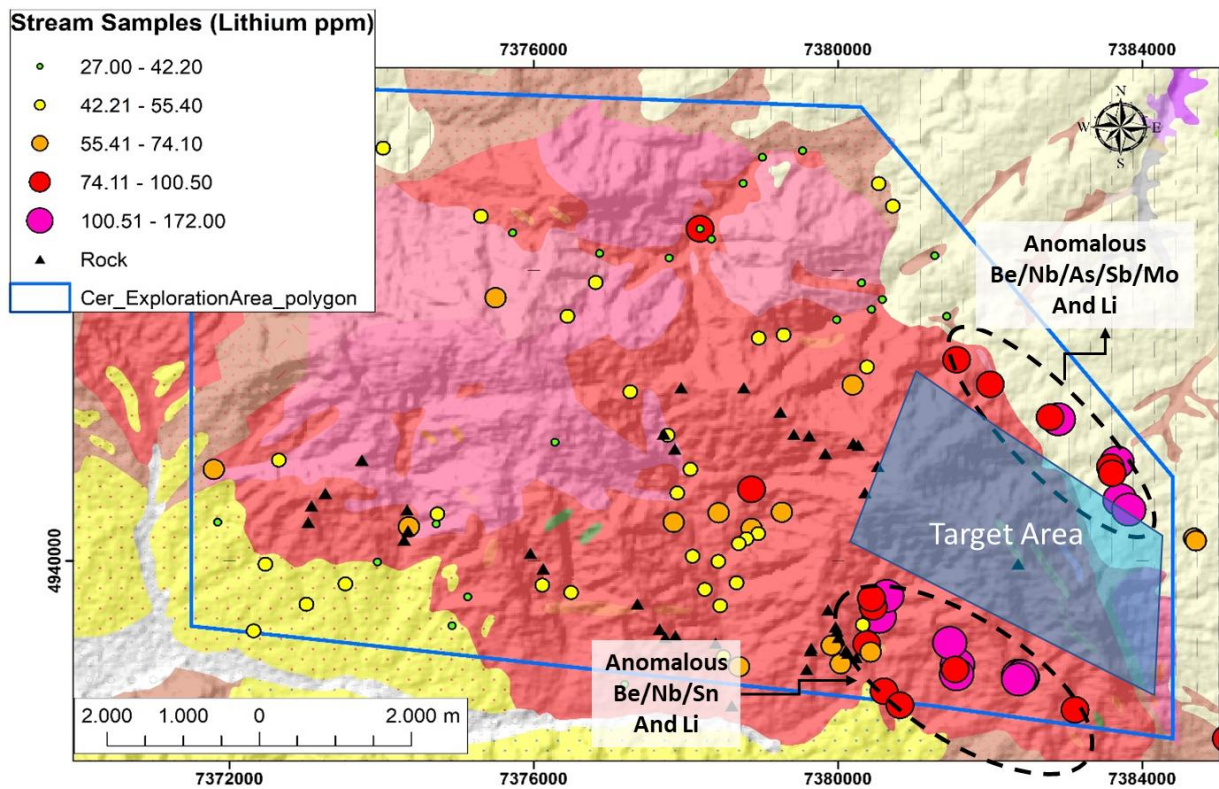 Stream Samples (Lithium ppm)
27.00 - 42.20
42.21 - 55.40
55.41 - 74.10
74.11 - 100.50
100.51 - 172.00
Rock
Cer_ExplorationArea_polygon
7376000
7380000
7384000
N
W
E
S
Anomalous
Be/Nb/As/Sb/Mo
And Li
4940000
Target Area
Anomalous
Be/Nb/Sn
And Li
2.000 1.000 0 2.000 m
7372000
7376000
7380000
7384000